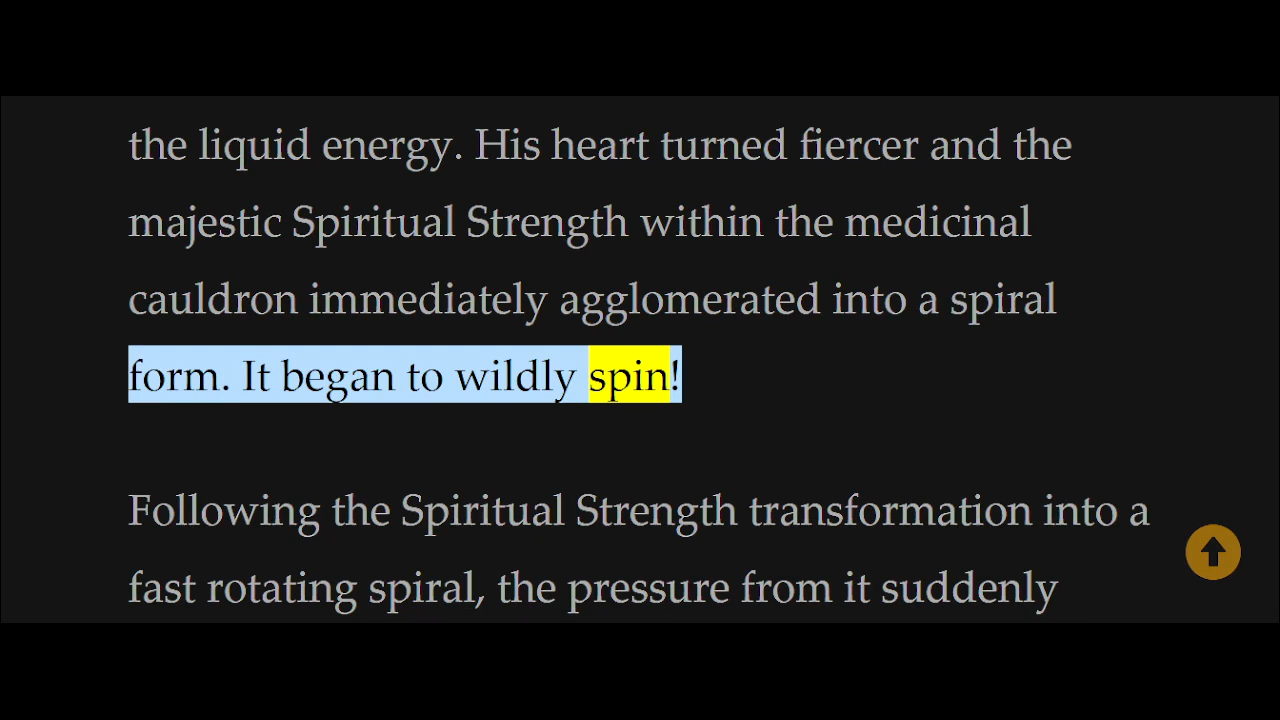 the liquid energy. His heart turned fiercer and the
majestic Spiritual Strength within the medicinal
cauldron immediately agglomerated into a spiral
form. It began to wildly spin!
Following the Spiritual Strength transformation into a
fast rotating spiral, the pressure from it suddenly